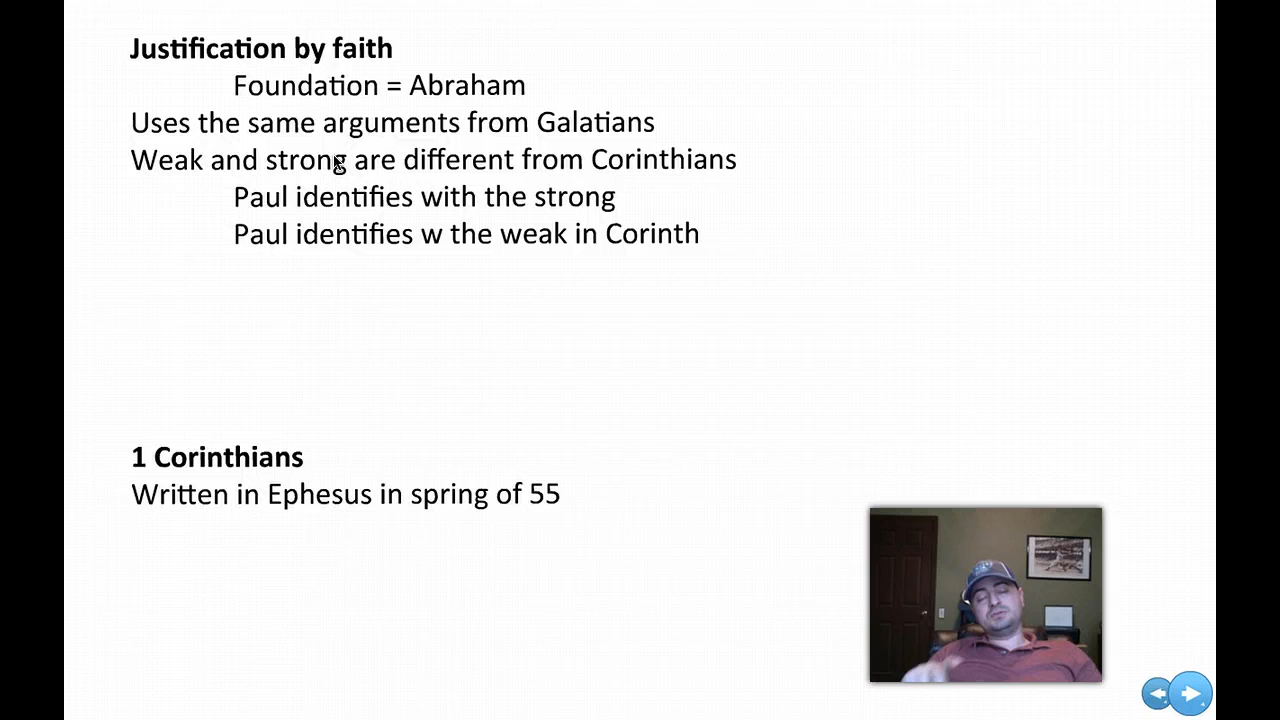 Justification by faith
Foundation = Abraham
Uses the same arguments from Galatians
Weak and strong are different from Corinthians
Paul identifies with the strong
Paul identifies w the weak in Corinth
1 Corinthians
Written in Ephesus in spring of 55